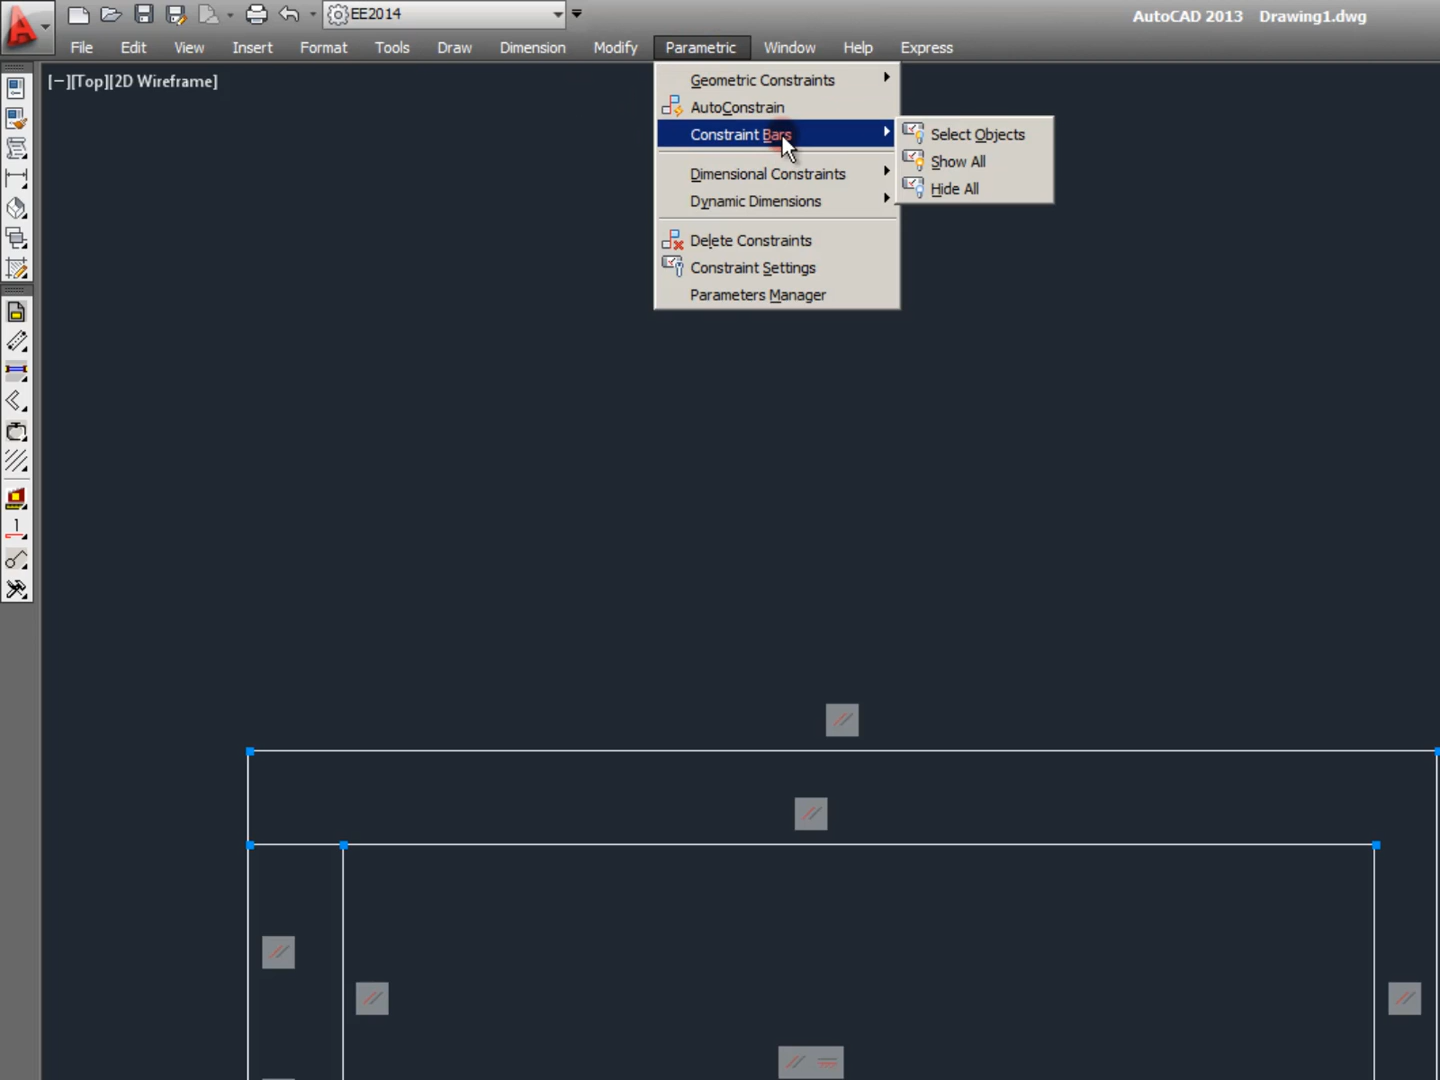 EE2014
AutoCAD 2013 Drawing1.dwg
File Edit View Insert Format Tools Draw Dimension Modify Parametric Window Help Express
[−][Top][2D Wireframe]
Geometric Constraints
AutoConstrain
Constraint Bars
Select Objects
Show All
Hide All
Dimensional Constraints
Dynamic Dimensions
Delete Constraints
Constraint Settings
Parameters Manager